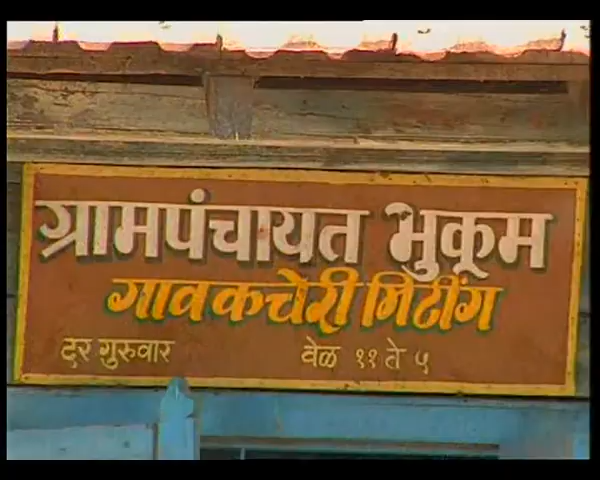 ग्रामपंचायत भुकूम
गावकचेरी मिटींग
दर गुरुवार वेळ ११ ते ५